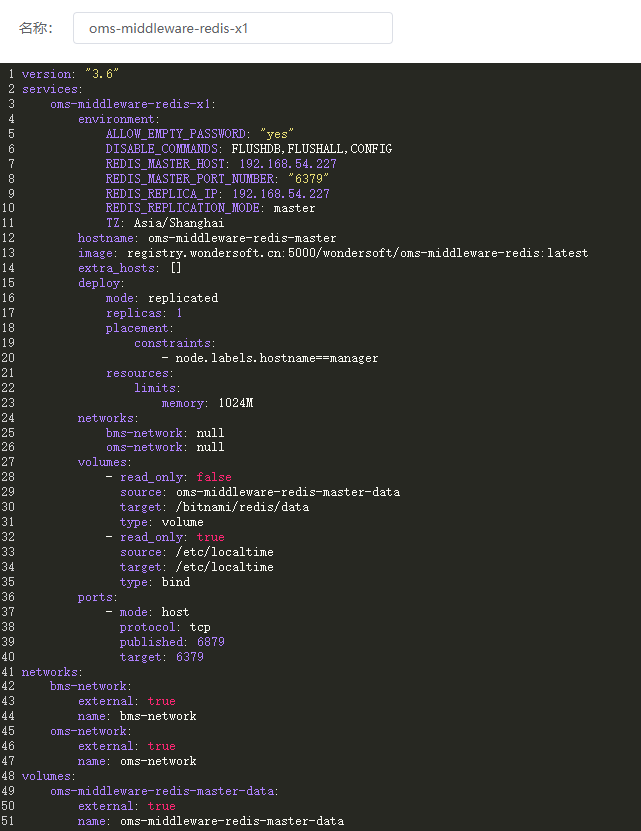 名称： oms-middleware-redis-x1
1 version: "3.6"
2 services:
3     oms-middleware-redis-x1:
4         environment:
5             ALLOW_EMPTY_PASSWORD: "yes"
6             DISABLE_COMMANDS: FLUSHDB,FLUSHALL,CONFIG
7             REDIS_MASTER_HOST: 192.168.54.227
8             REDIS_MASTER_PORT_NUMBER: "6379"
9             REDIS_REPLICA_IP: 192.168.54.227
10             REDIS_REPLICATION_MODE: master
11             TZ: Asia/Shanghai
12         hostname: oms-middleware-redis-master
13         image: registry.wondersoft.cn:5000/wondersoft/oms-middleware-redis:latest
14         extra_hosts: []
15         deploy:
16             mode: replicated
17             replicas: 1
18             placement:
19                 constraints:
20                     - node.labels.hostname==manager
21             resources:
22                 limits:
23                     memory: 1024M
24         networks:
25             bms-network: null
26             oms-network: null
27         volumes:
28             - read_only: false
29               source: oms-middleware-redis-master-data
30               target: /bitnami/redis/data
31               type: volume
32             - read_only: true
33               source: /etc/localtime
34               target: /etc/localtime
35               type: bind
36         ports:
37             - mode: host
38               protocol: tcp
39               published: 6879
40               target: 6379
41 networks:
42     bms-network:
43         external: true
44         name: bms-network
45     oms-network:
46         external: true
47         name: oms-network
48 volumes:
49     oms-middleware-redis-master-data:
50         external: true
51         name: oms-middleware-redis-master-data